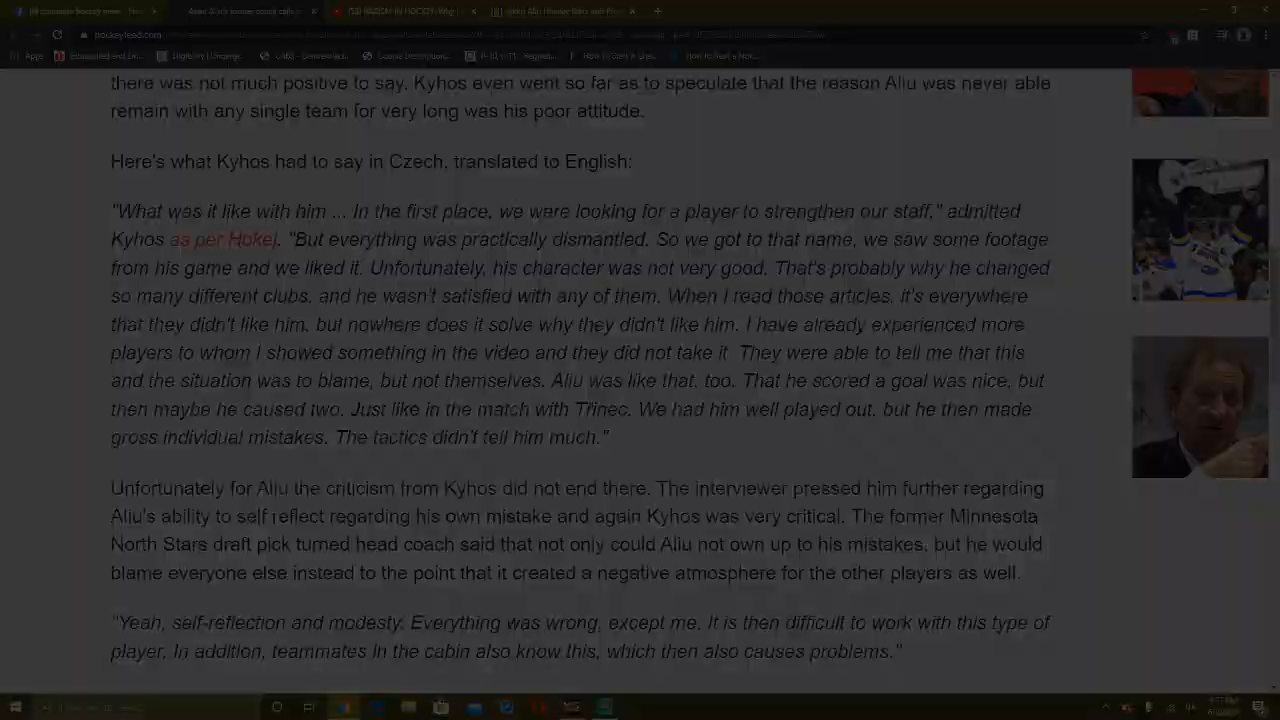 hockeyfeed.com
Apps
there was not much positive to say. Kyhos even went so far as to speculate that the reason Aliu was never able
remain with any single team for very long was his poor attitude.
Here's what Kyhos had to say in Czech, translated to English:
"What was it like with him ... In the first place, we were looking for a player to strengthen our staff," admitted
Kyhos as per Hokej. "But everything was practically dismantled. So we got to that name, we saw some footage
from his game and we liked it. Unfortunately, his character was not very good. That's probably why he changed
so many different clubs, and he wasn't satisfied with any of them. When I read those articles, it's everywhere
that they didn't like him, but nowhere does it solve why they didn't like him. I have already experienced more
players to whom I showed something in the video and they did not take it. They were able to tell me that this
and the situation was to blame, but not themselves. Aliu was like that, too. That he scored a goal was nice, but
then maybe he caused two. Just like in the match with Třinec. We had him well played out, but he then made
gross individual mistakes. The tactics didn't tell him much."
Unfortunately for Aliu the criticism from Kyhos did not end there. The interviewer pressed him further regarding
Aliu's ability to self reflect regarding his own mistake and again Kyhos was very critical. The former Minnesota
North Stars draft pick turned head coach said that not only could Aliu not own up to his mistakes, but he would
blame everyone else instead to the point that it created a negative atmosphere for the other players as well.
"Yeah, self-reflection and modesty. Everything was wrong, except me. It is then difficult to work with this type of
player. In addition, teammates in the cabin also know this, which then also causes problems."